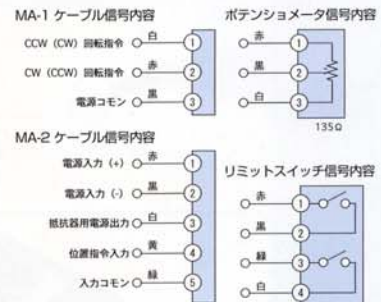 MA-1 ケーブル信号内容
CCW (CW) 回転指令 白 1
CW (CCW) 回転指令 赤 2
電源コモン 黒 3
MA-2 ケーブル信号内容
電源入力 (+) 赤 1
電源入力 (-) 黒 2
抵抗器用電源出力 白 3
位置指令入力 黄 4
入力コモン 緑 5
ポテンショメータ信号内容
赤 1
黒 2
白 3
135Ω
リミットスイッチ信号内容
赤 1
黒 2
緑 3
白 4